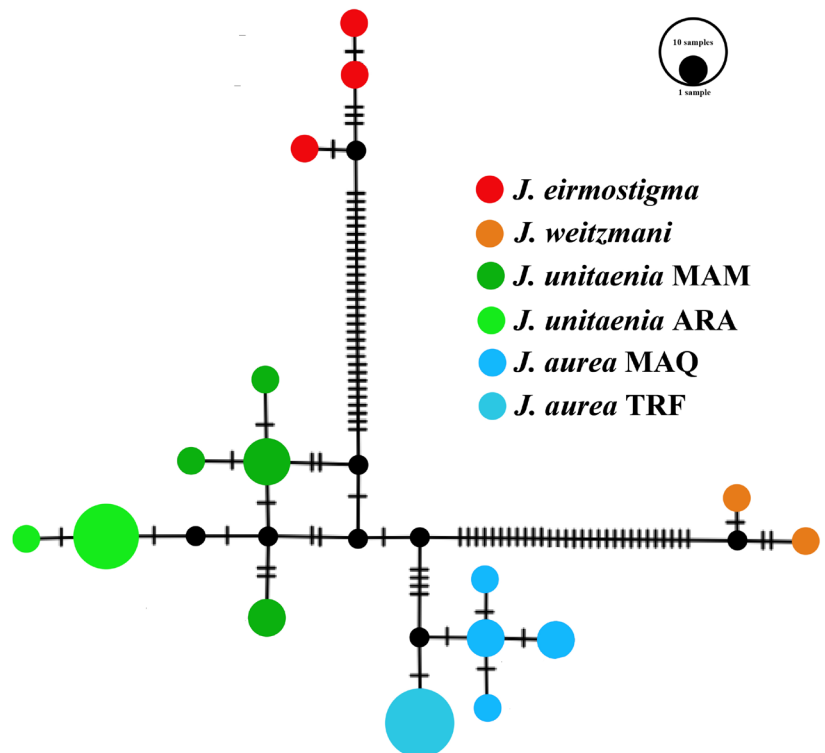 10 samples
1 sample
J. eirmostigma
J. weitzmani
J. unitaenia MAM
J. unitaenia ARA
J. aurea MAQ
J. aurea TRF